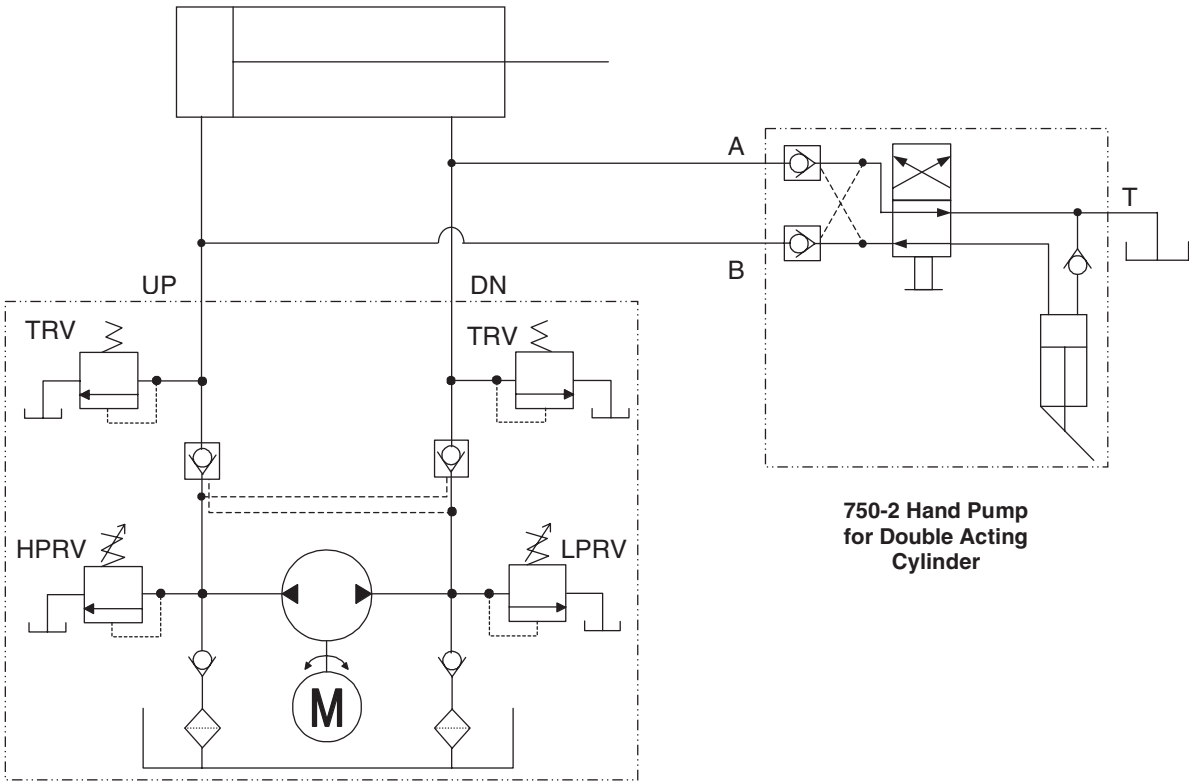 A
T
B
UP
DN
TRV
TRV
HPRV
LPRV
M
750-2 Hand Pump
for Double Acting
Cylinder